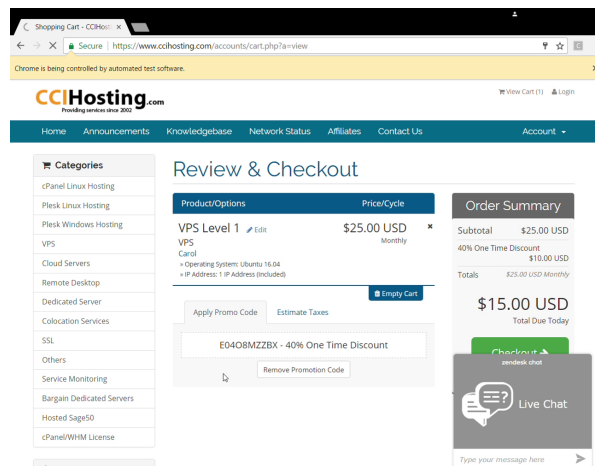 Shopping Cart - CCIHost
Secure
https://www.ccihosting.com/accounts/cart.php?a=view
Chrome is being controlled by automated test software.
CCIHosting.com
Providing services since 2002
View Cart (1)
Login
Home
Announcements
Knowledgebase
Network Status
Affiliates
Contact Us
Account
Categories
cPanel Linux Hosting
Plesk Linux Hosting
Plesk Windows Hosting
VPS
Cloud Servers
Remote Desktop
Dedicated Server
Colocation Services
SSL
Others
Service Monitoring
Bargain Dedicated Servers
Hosted Sage50
cPanel/WHM License
Review & Checkout
Product/Options
Price/Cycle
VPS Level 1
Edit
$25.00 USD
VPS
Monthly
Carol
» Operating System: Ubuntu 16.04
» IP Address: 1 IP Address (Included)
Empty Cart
Apply Promo Code
Estimate Taxes
E04O8MZZBX - 40% One Time Discount
Remove Promotion Code
Order Summary
Subtotal
$25.00 USD
40% One Time Discount
$10.00 USD
Totals
$25.00 USD Monthly
$15.00 USD
Total Due Today
Checkout
zendesk chat
Live Chat
Type your message here